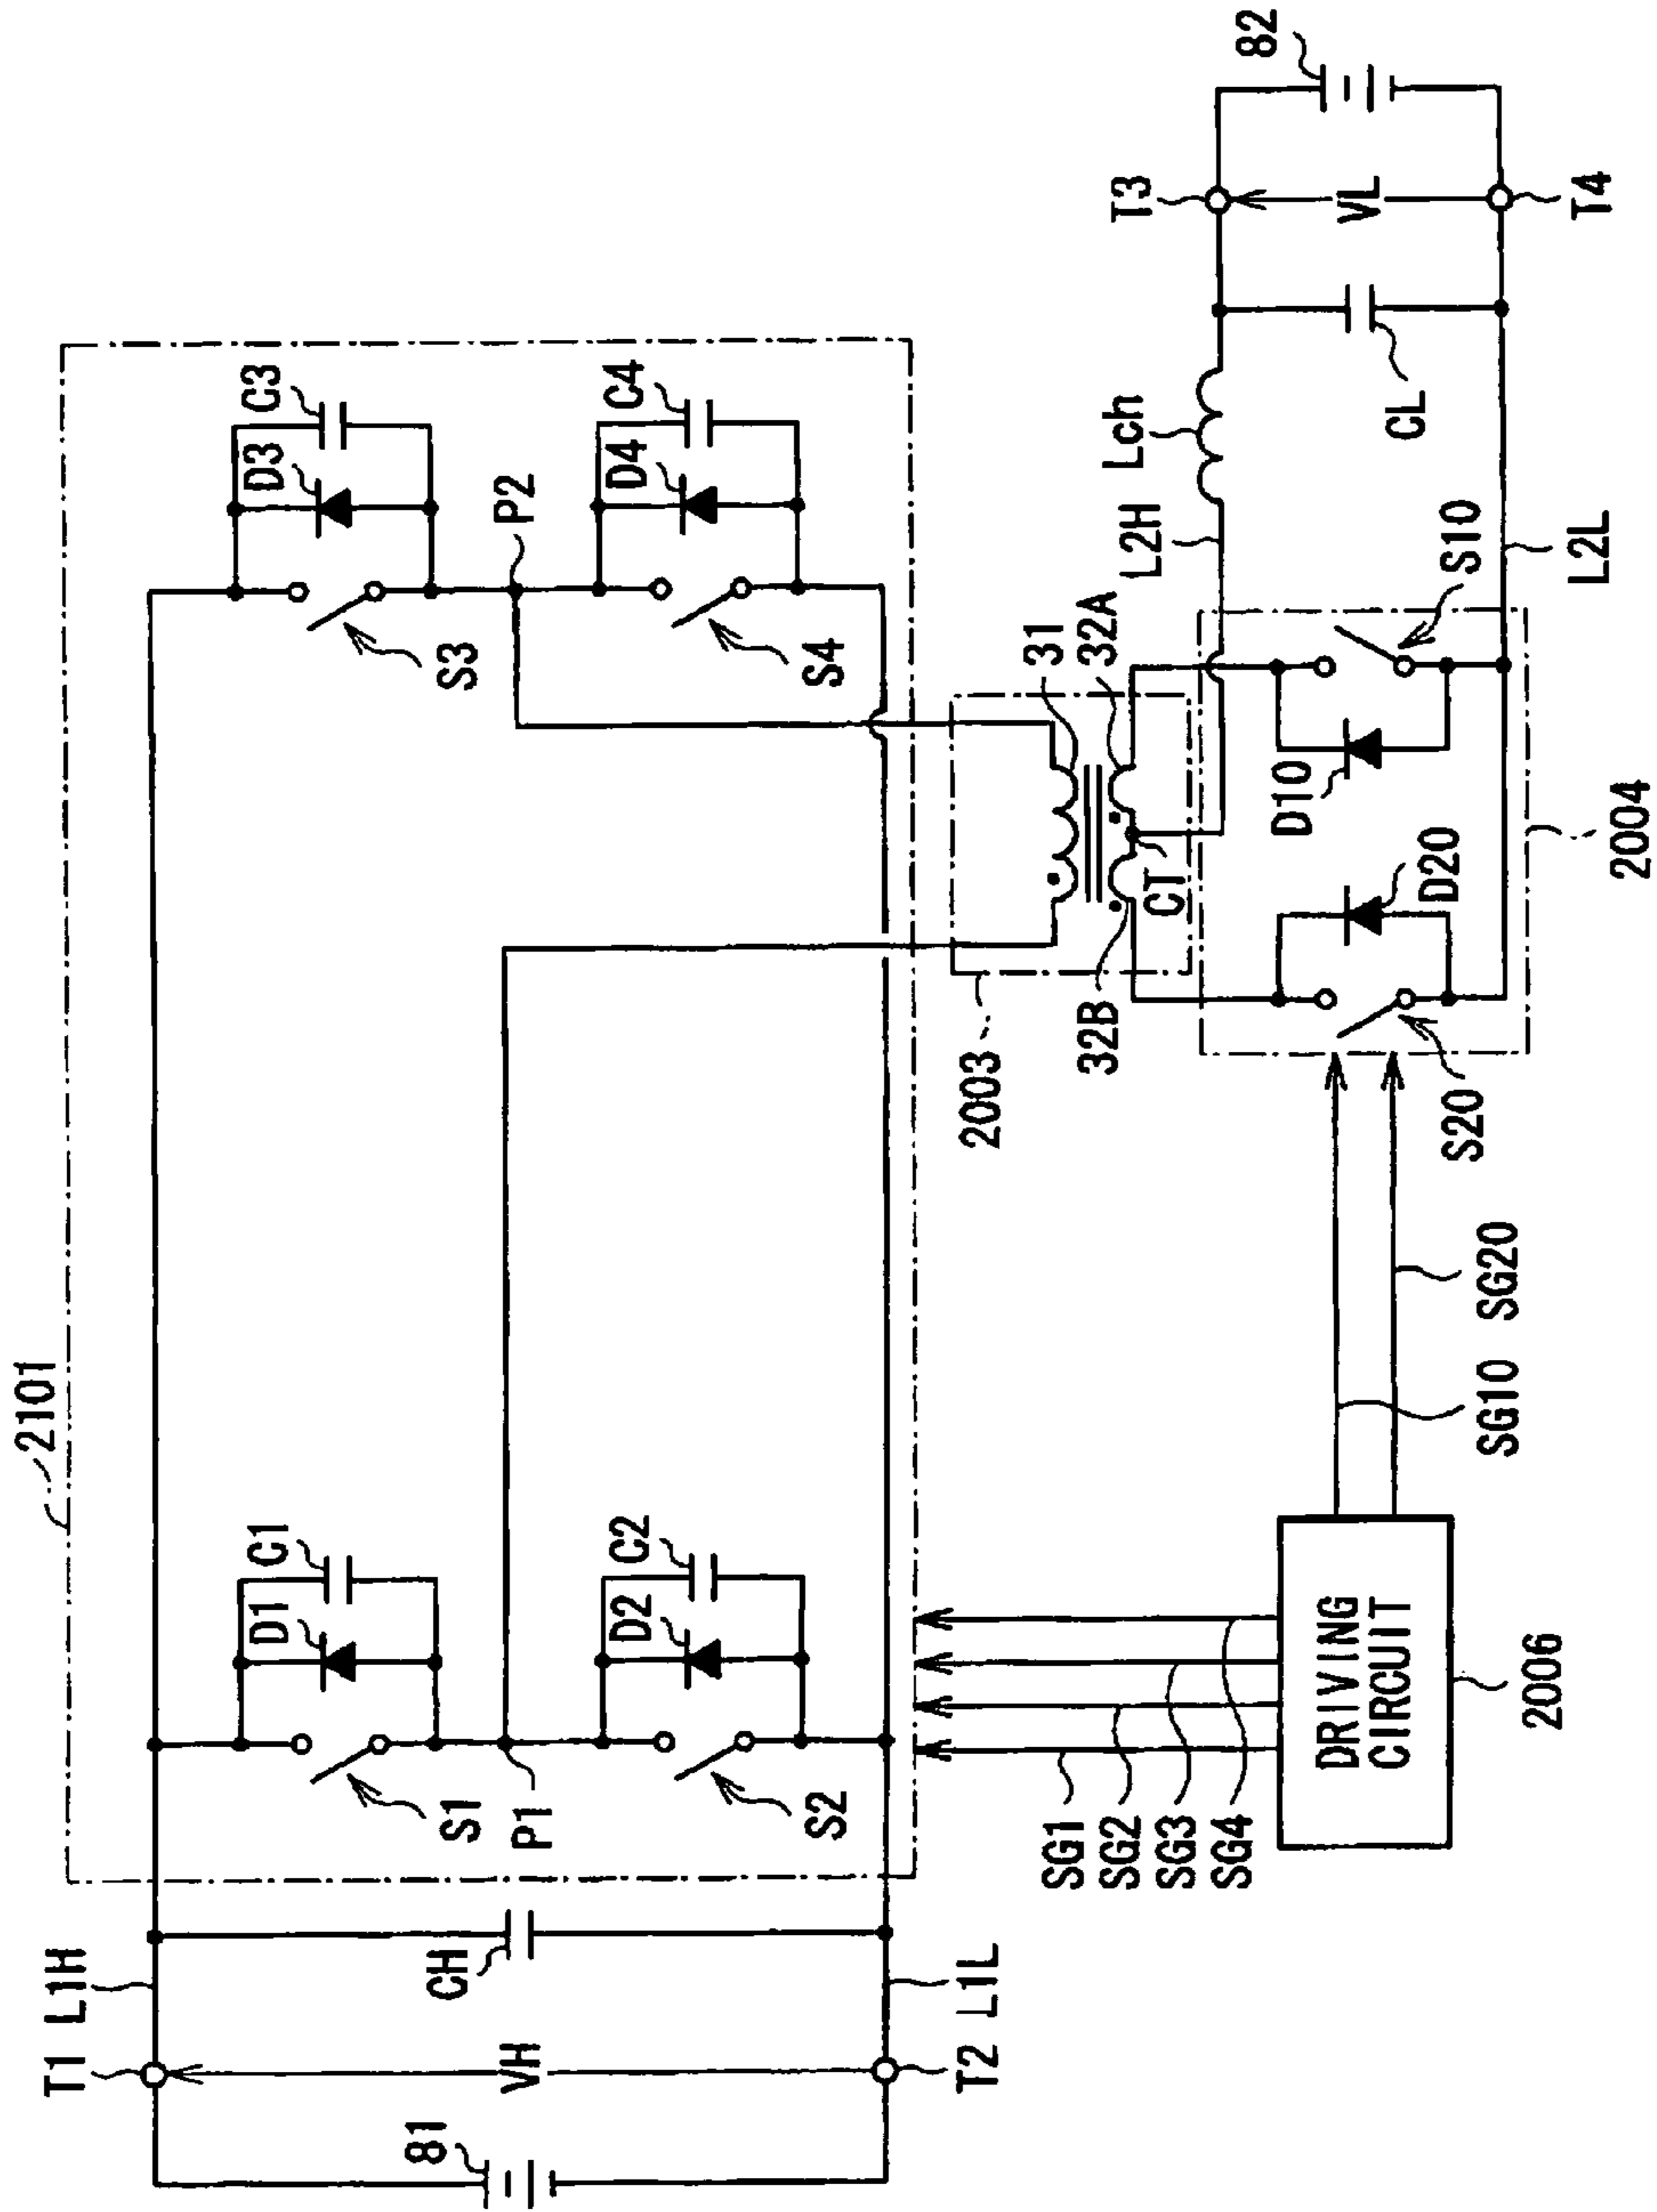 2101
T1
L1H
81
VH
CH
T2
L1L
S1
D1
C1
P1
S2
D2
C2
S3
D3
C3
P2
S4
D4
C4
SG1
SG2
SG3
SG4
DRIVING
CIRCUIT
2006
SG10
SG20
2003
31
32A
32B
CT
L2H
Lch
T3
82
VL
CL
T4
S20
D20
D10
S10
L2L
2004